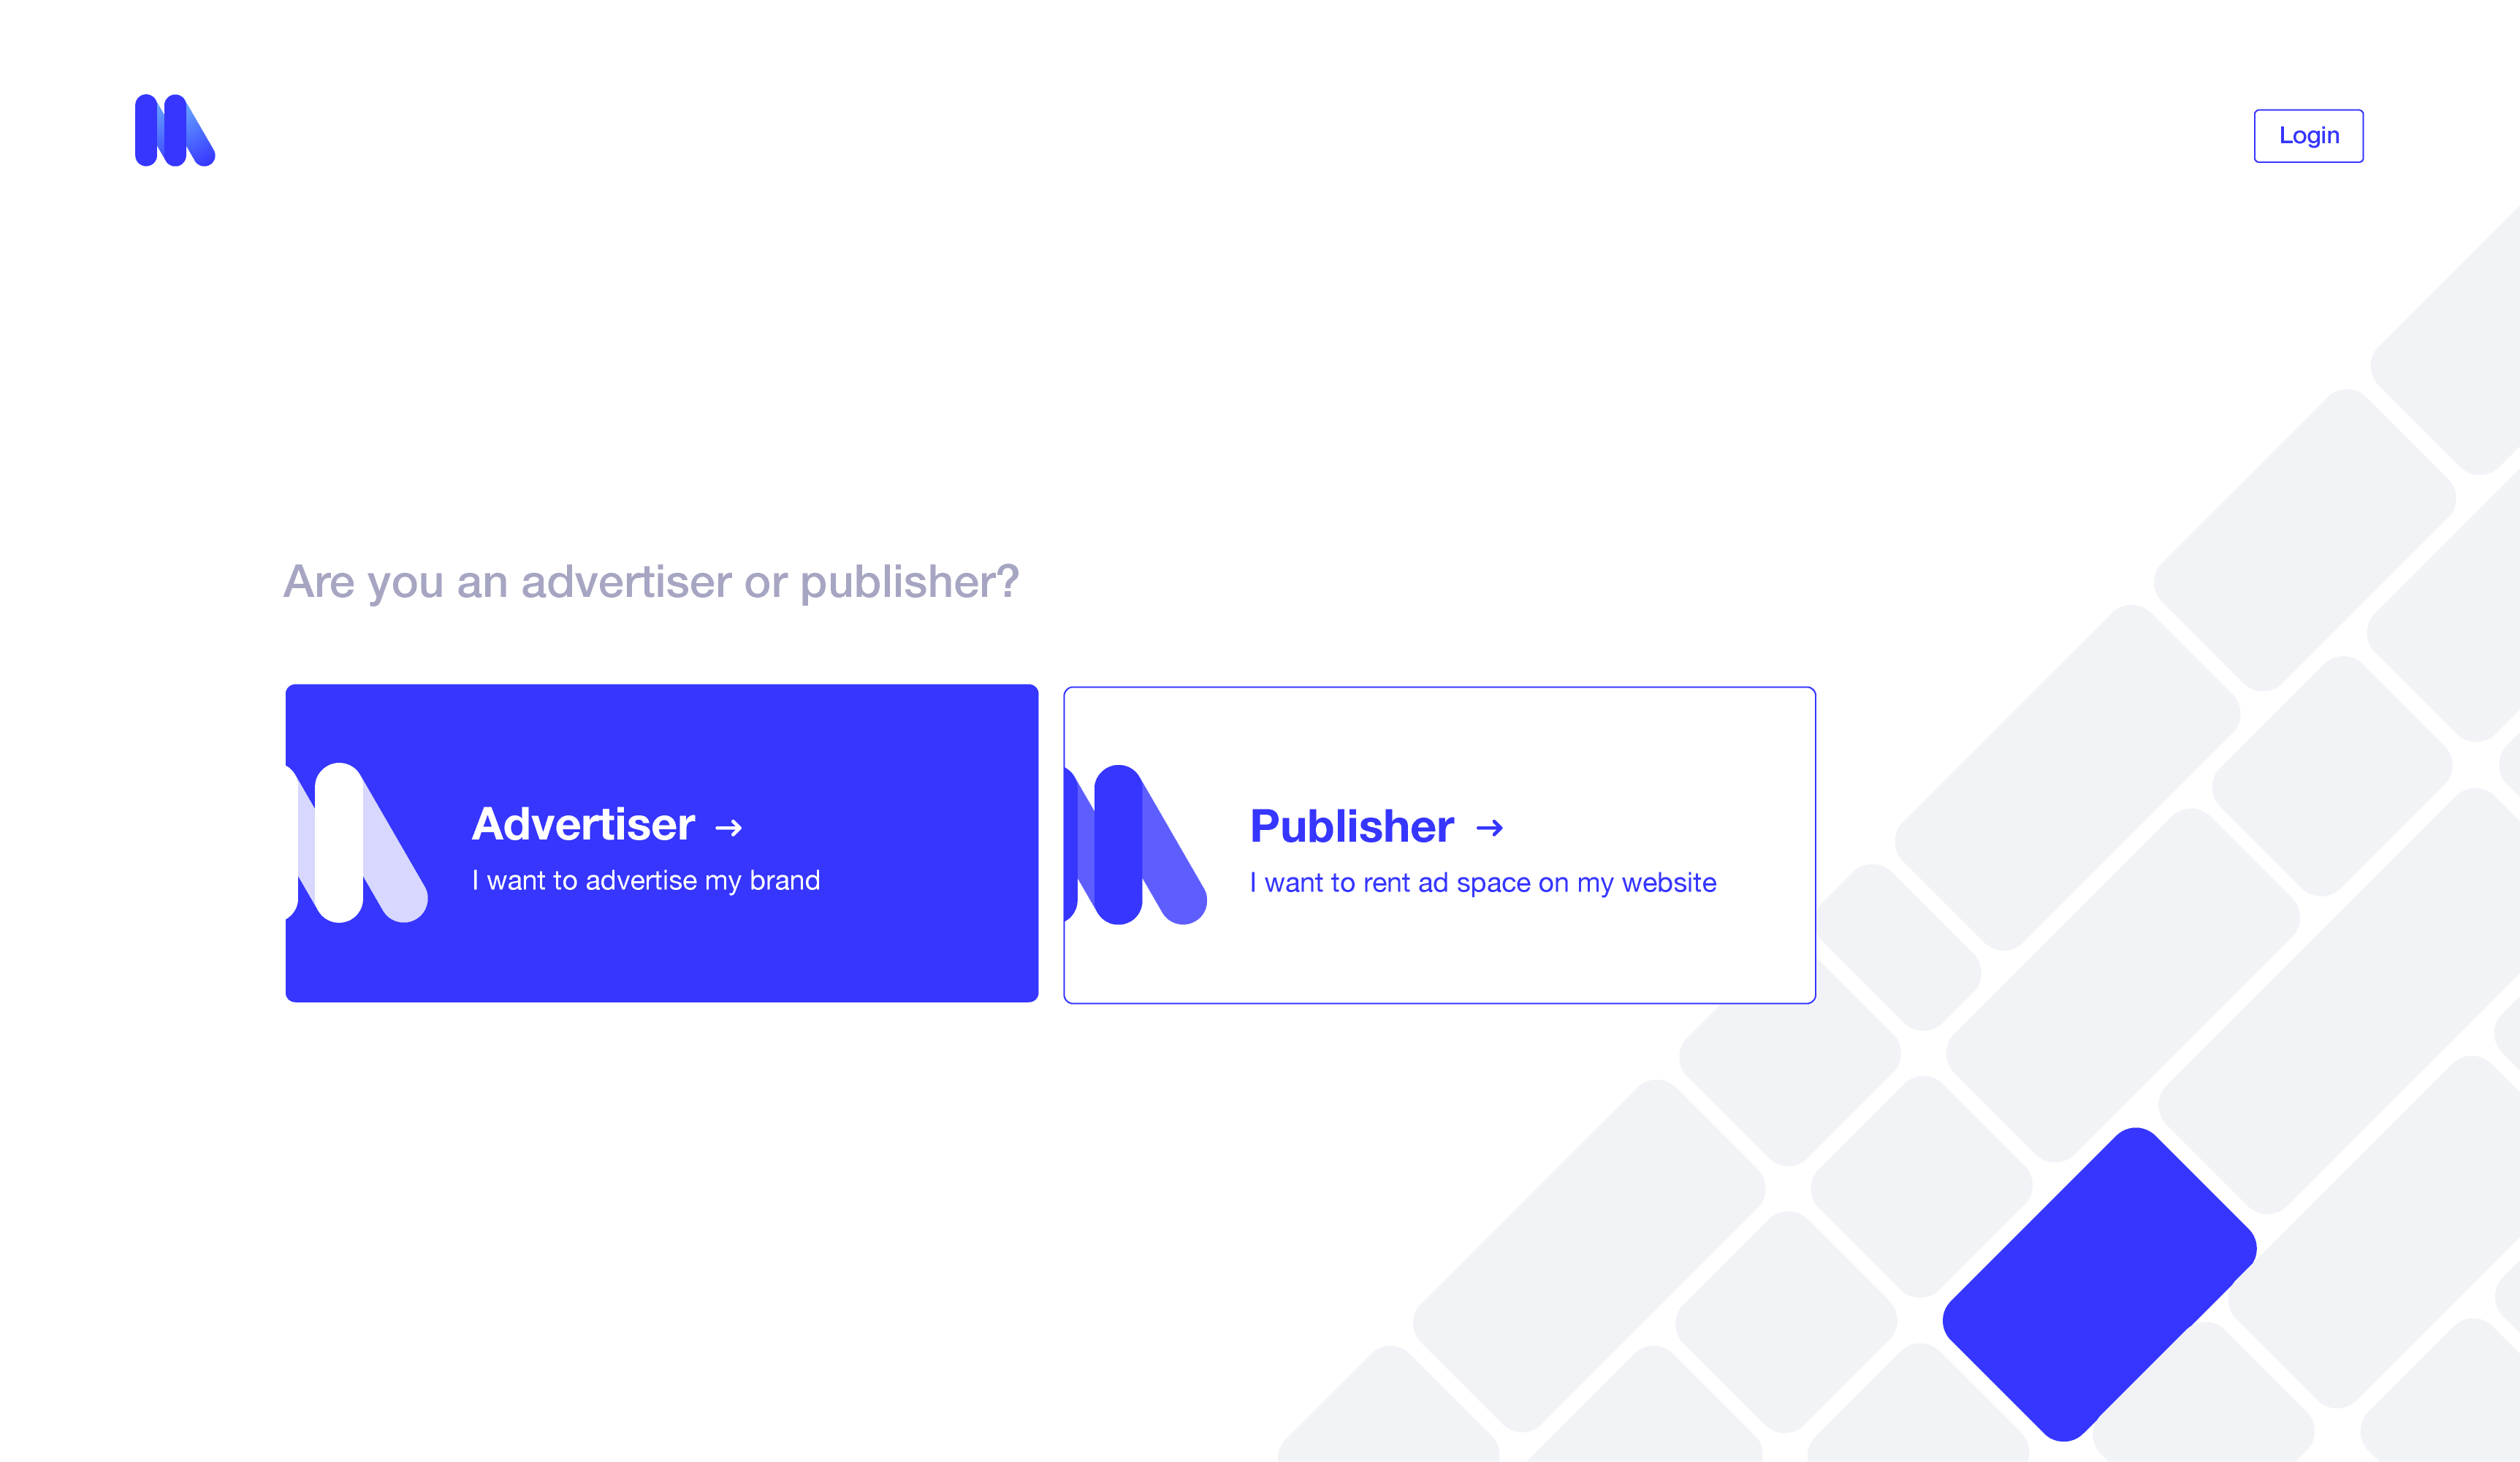 Login
Are you an advertiser or publisher?
Advertiser →
I want to advertise my brand
Publisher →
I want to rent ad space on my website